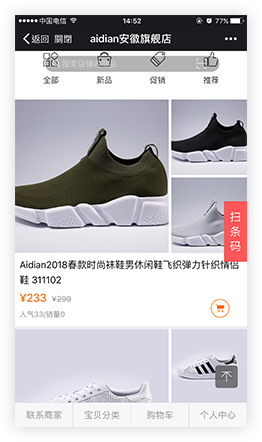 中国电信 14:52 77%
返回 關閉 aidian安徽旗舰店
搜索店铺
全部 新品 促销 推荐
扫条码
Aidian2018春款时尚袜鞋男休闲鞋飞织弹力针织情侣
鞋 311102
¥233 ¥299
人气33/销量0
联系商家 宝贝分类 购物车 个人中心